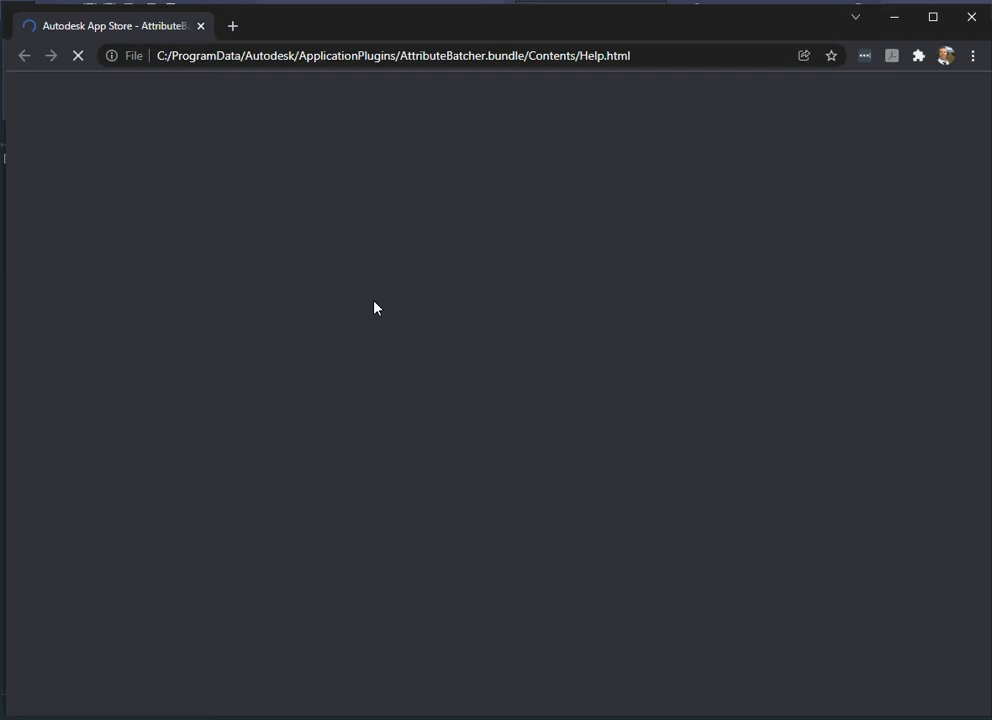 Autodesk App Store - AttributeB
File
C:/ProgramData/Autodesk/ApplicationPlugins/AttributeBatcher.bundle/Contents/Help.html